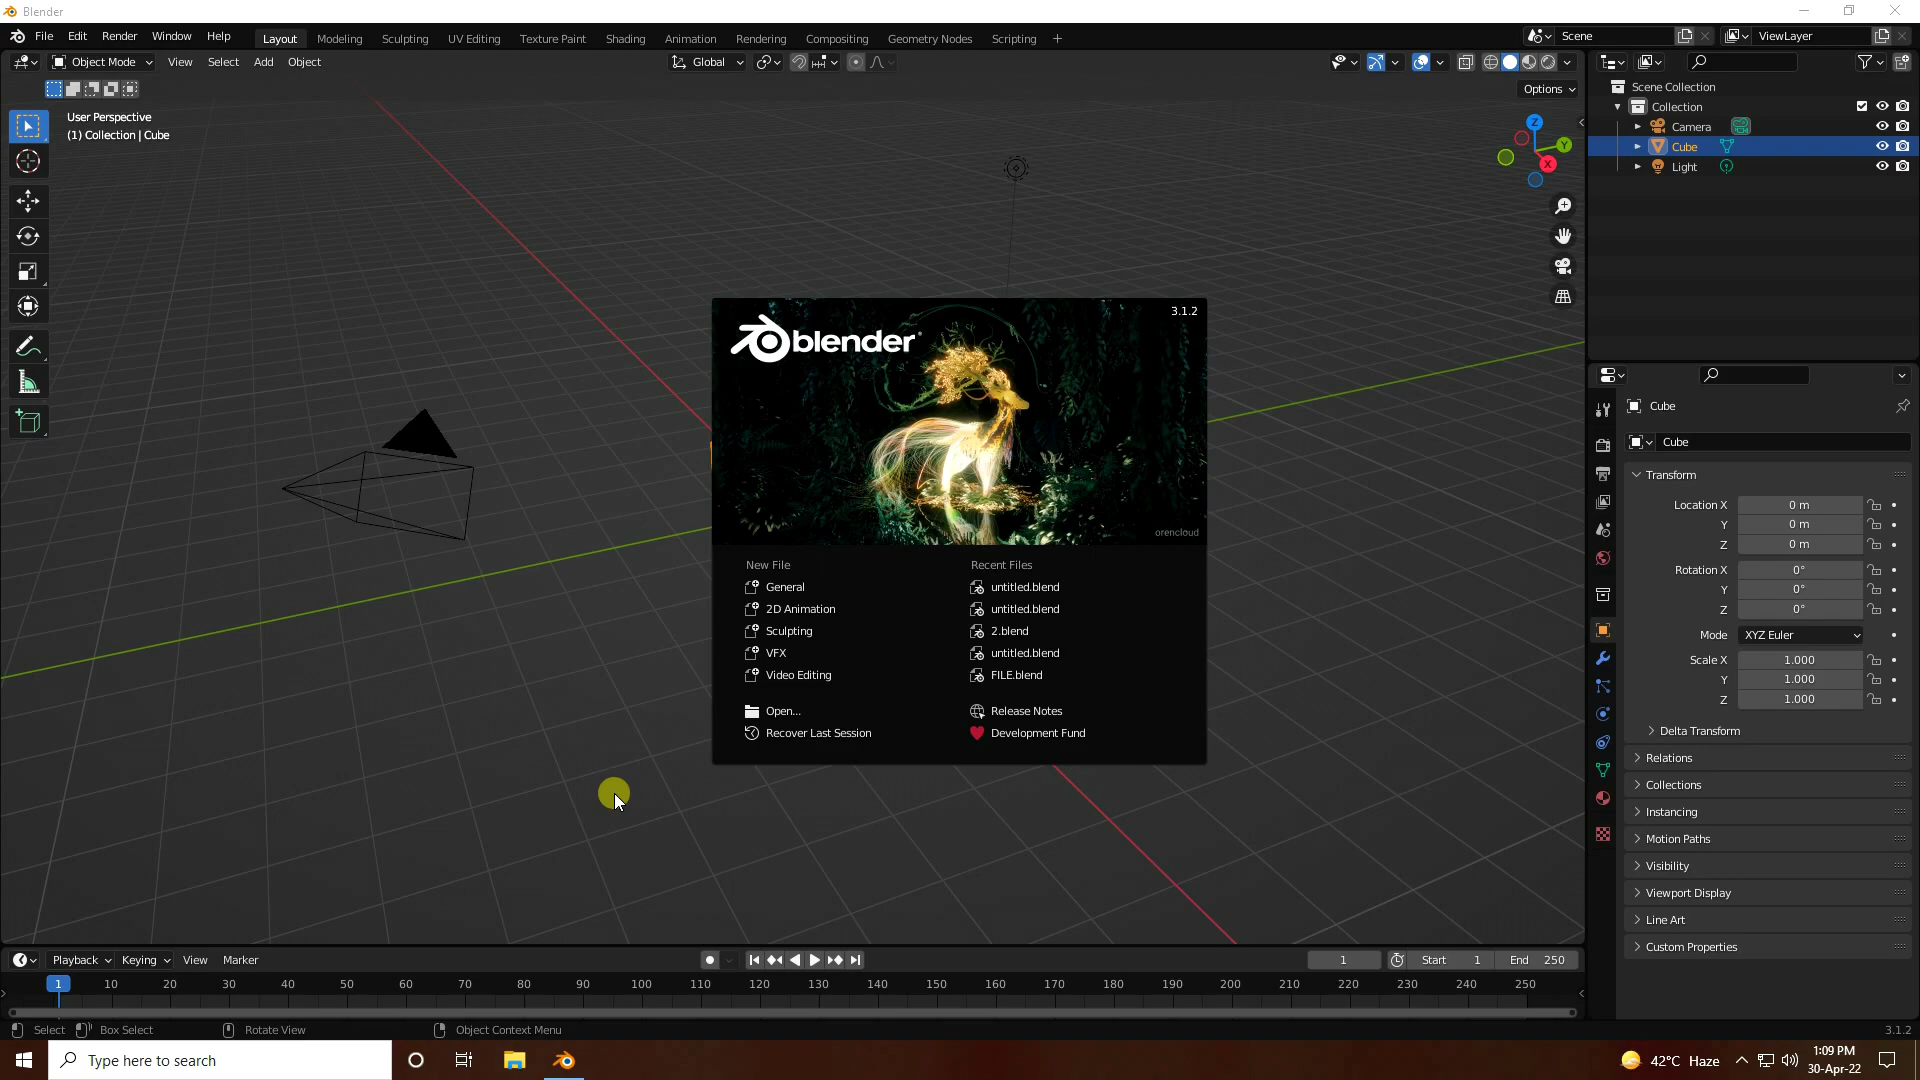 Blender
File Edit Render Window Help
Layout Modeling Sculpting UV Editing Texture Paint Shading Animation Rendering Compositing Geometry Nodes Scripting +
Scene
ViewLayer
Object Mode View Select Add Object
Global
Options
User Perspective
(1) Collection | Cube
Z
Y
X
Scene Collection
Collection
Camera
Cube
Light
3.1.2
blender
orencloud
New File
General
2D Animation
Sculpting
VFX
Video Editing
Open...
Recover Last Session
Recent Files
untitled.blend
untitled.blend
2.blend
untitled.blend
FILE.blend
Release Notes
Development Fund
Cube
Cube
Transform
Location X 0 m
Y 0 m
Z 0 m
Rotation X 0°
Y 0°
Z 0°
Mode XYZ Euler
Scale X 1.000
Y 1.000
Z 1.000
Delta Transform
Relations
Collections
Instancing
Motion Paths
Visibility
Viewport Display
Line Art
Custom Properties
Playback Keying View Marker
1
Start 1 End 250
1 10 20 30 40 50 60 70 80 90 100 110 120 130 140 150 160 170 180 190 200 210 220 230 240 250
Select Box Select Rotate View Object Context Menu
3.1.2
Type here to search
42°C Haze
1:09 PM
30-Apr-22